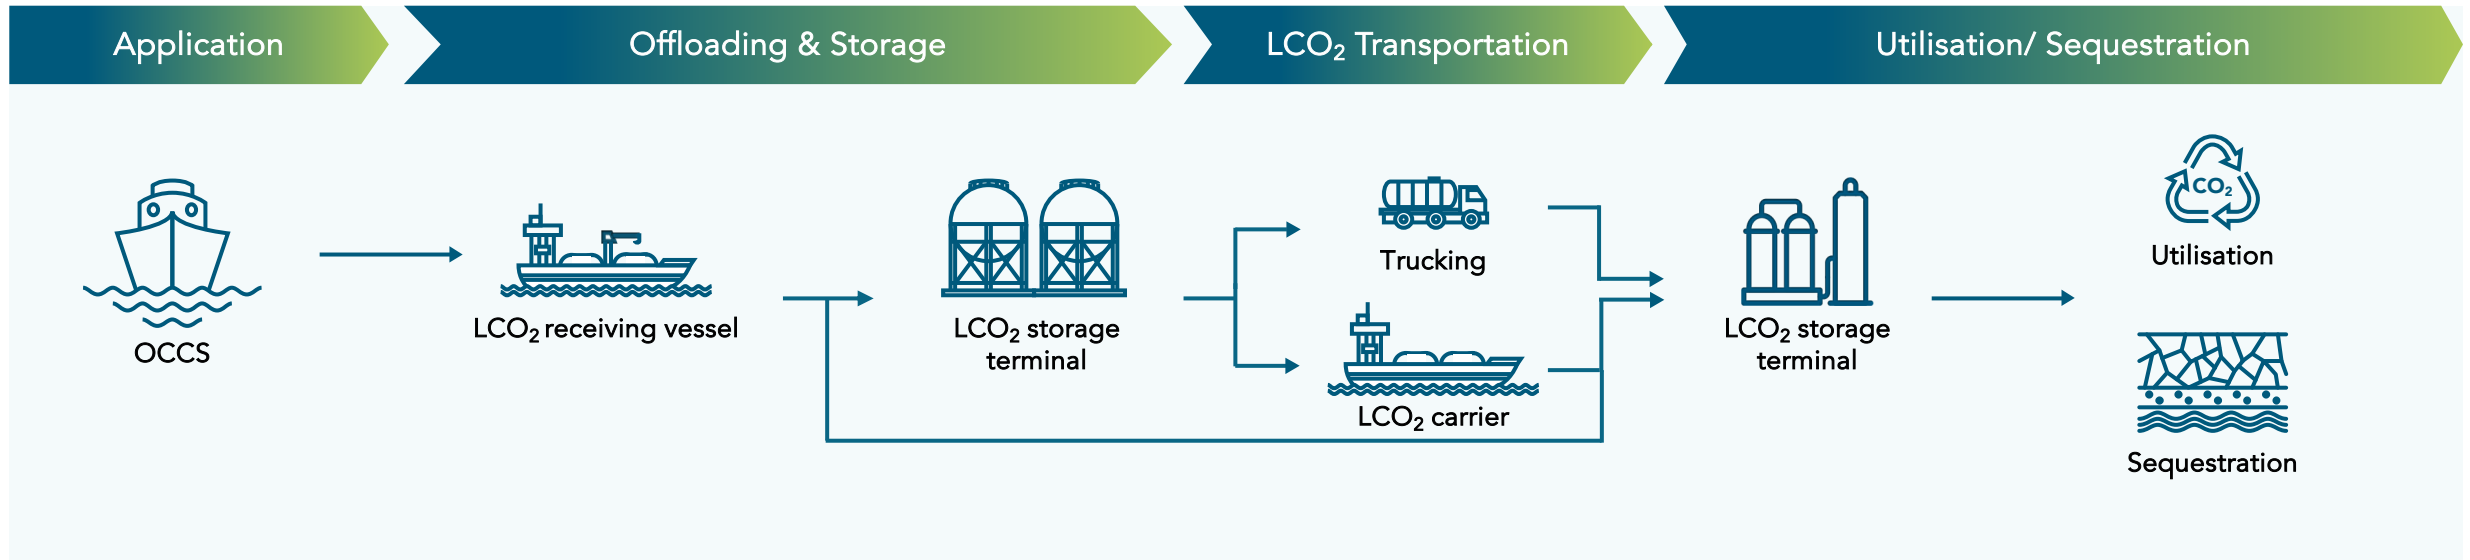 Application
Offloading & Storage
LCO₂ Transportation
Utilisation/ Sequestration
OCCS
LCO₂ receiving vessel
LCO₂ storage
terminal
Trucking
LCO₂ carrier
LCO₂ storage
terminal
CO₂
Utilisation
Sequestration